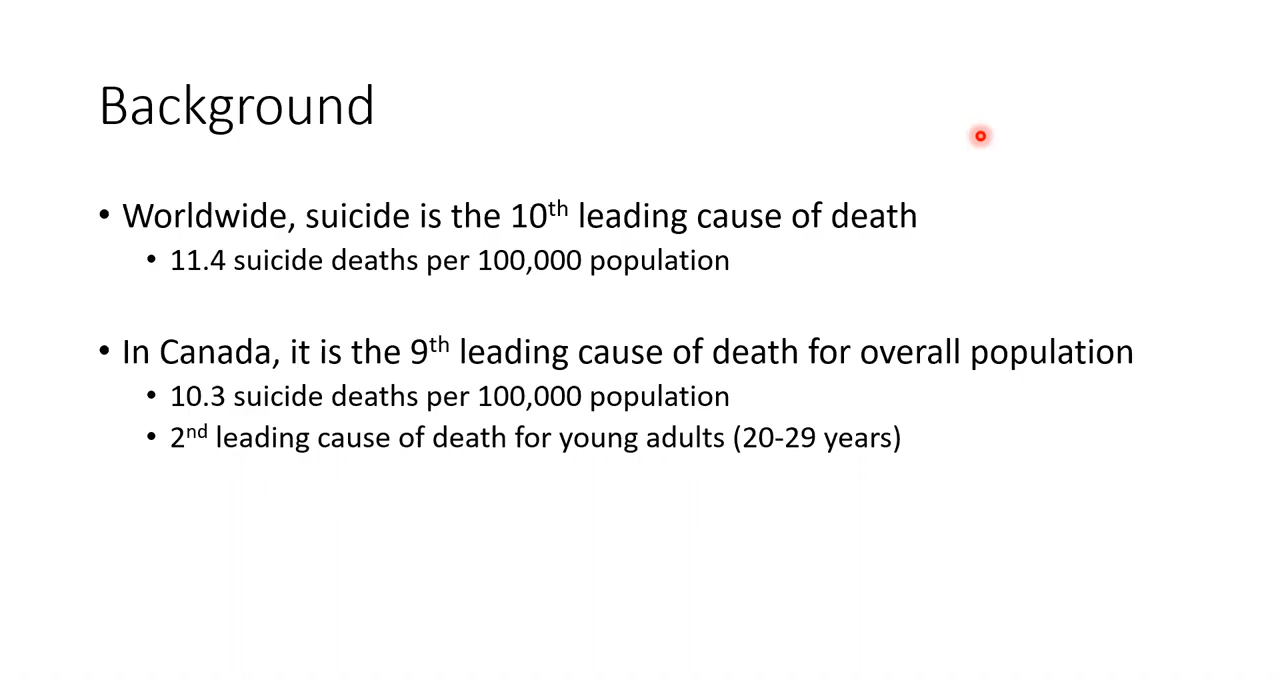 Background
• Worldwide, suicide is the 10th leading cause of death
• 11.4 suicide deaths per 100,000 population
• In Canada, it is the 9th leading cause of death for overall population
• 10.3 suicide deaths per 100,000 population
• 2nd leading cause of death for young adults (20-29 years)